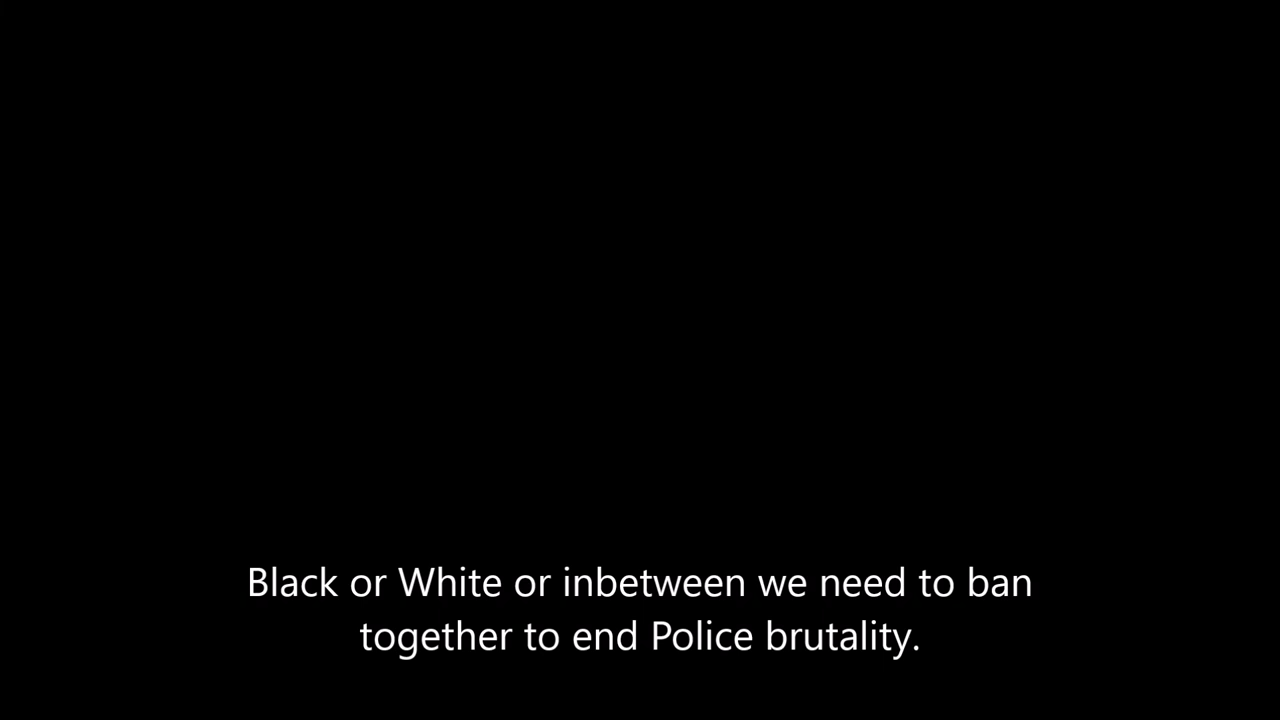 Black or White or inbetween we need to ban
together to end Police brutality.